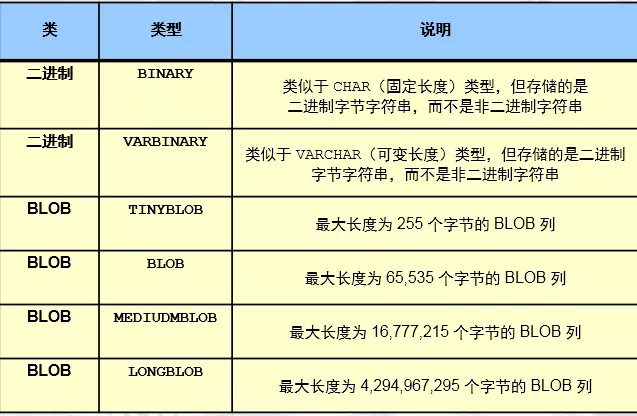 类 类型 说明
二进制 BINARY 类似于 CHAR（固定长度）类型，但存储的是
二进制字节字符串，而不是非二进制字符串
二进制 VARBINARY 类似于 VARCHAR（可变长度）类型，但存储的是二进制
字节字符串，而不是非二进制字符串
BLOB TINYBLOB 最大长度为 255 个字节的 BLOB 列
BLOB BLOB 最大长度为 65,535 个字节的 BLOB 列
BLOB MEDIUDMBLOB 最大长度为 16,777,215 个字节的 BLOB 列
BLOB LONGBLOB 最大长度为 4,294,967,295 个字节的 BLOB 列